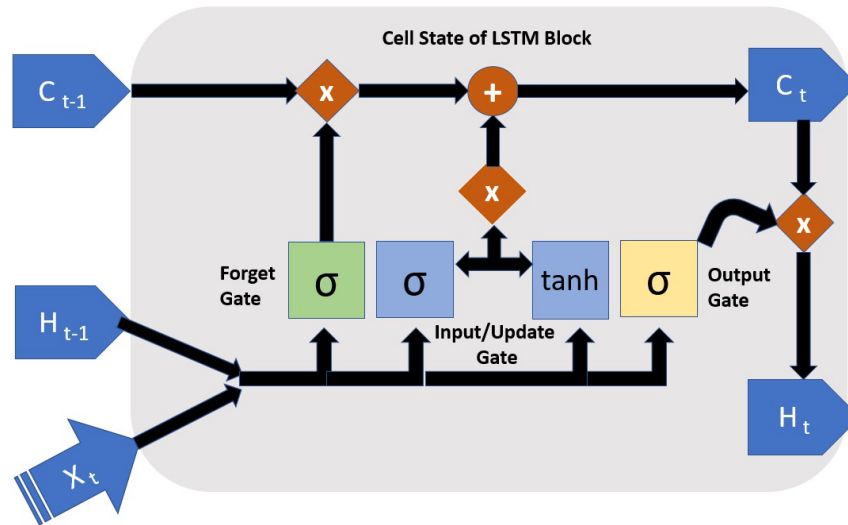 Cell State of LSTM Block
C t-1
x
+
C t
x
x
Forget
Gate
σ
σ
tanh
σ
Output
Gate
H t-1
Input/Update
Gate
X t
H t